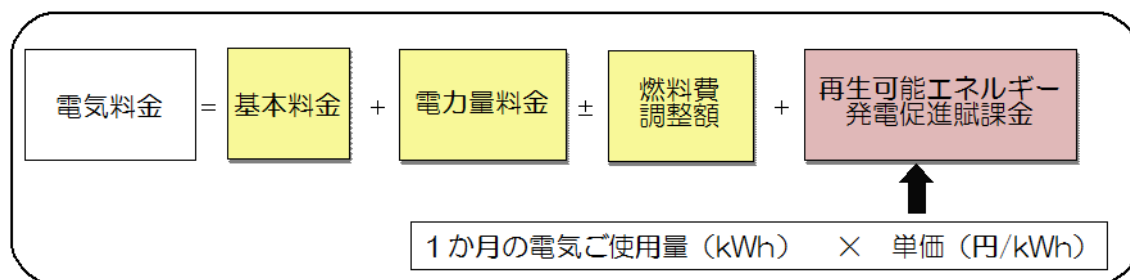 電気料金 = 基本料金 + 電力量料金 ± 燃料費調整額 + 再生可能エネルギー発電促進賦課金
1か月の電気ご使用量（kWh） × 単価（円/kWh）